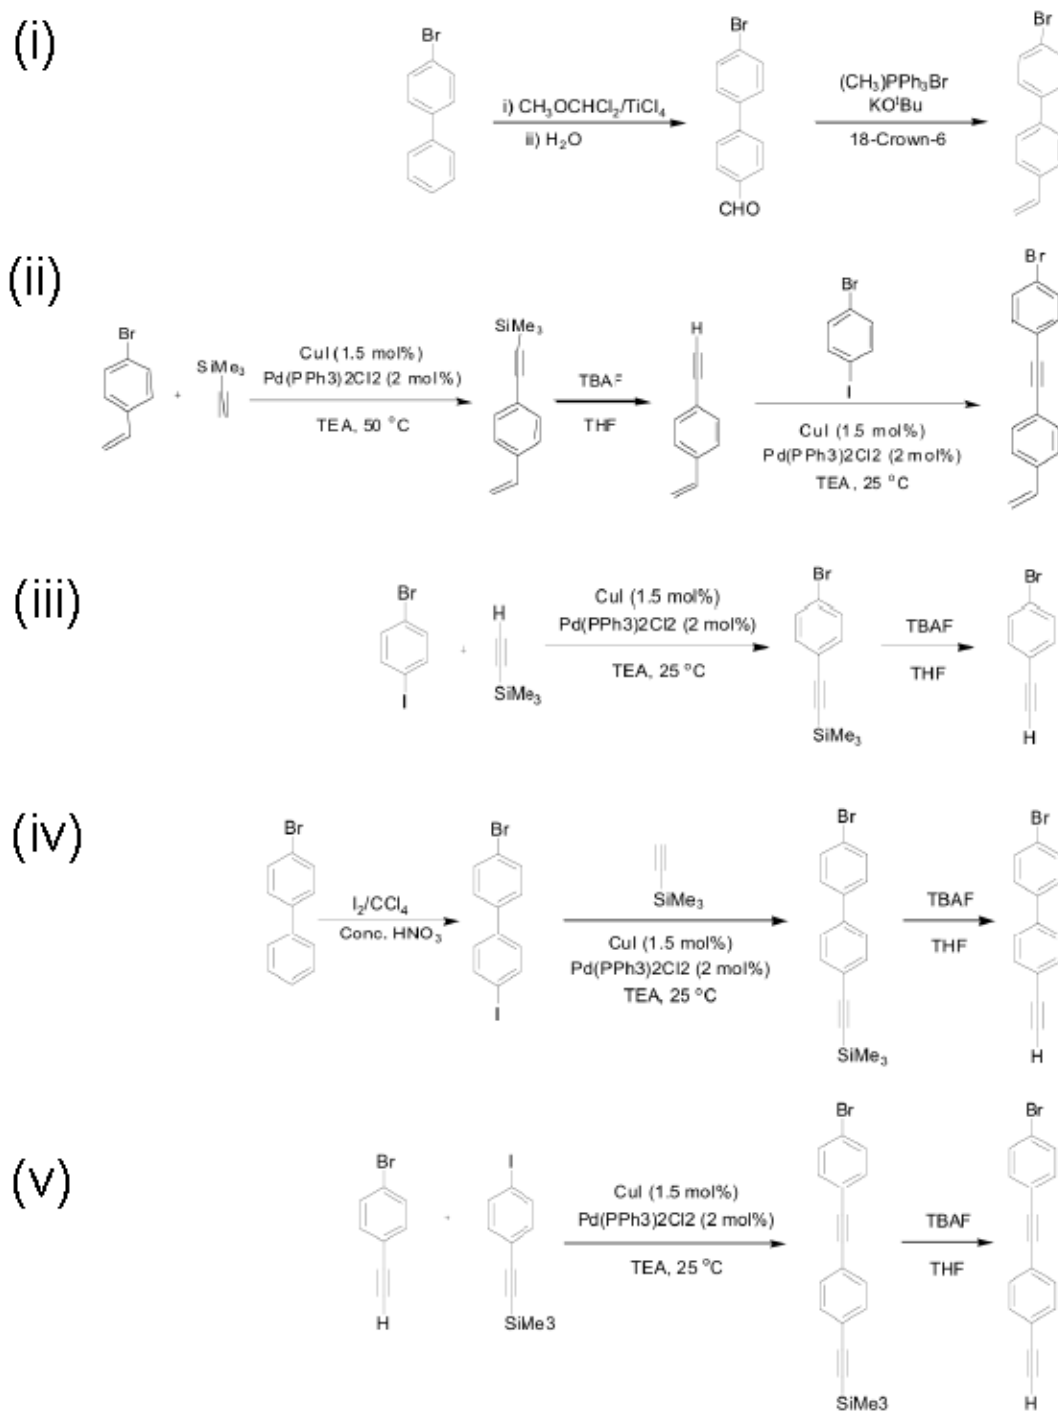 (i)
Br
i) CH3OCHCl2/TiCl4
ii) H2O
Br
CHO
(CH3)PPh3Br
KOtBu
18-Crown-6
Br
(ii)
Br
+
SiMe3
CuI (1.5 mol%)
Pd(PPh3)2Cl2 (2 mol%)
TEA, 50 °C
SiMe3
THF
H
Br
I
CuI (1.5 mol%)
Pd(PPh3)2Cl2 (2 mol%)
TEA, 25 °C
Br
(iii)
Br
I
+
H
SiMe3
CuI (1.5 mol%)
Pd(PPh3)2Cl2 (2 mol%)
TEA, 25 °C
Br
SiMe3
TBAF
THF
Br
H
(iv)
Br
I2/CCl4
Conc. HNO3
Br
I
SiMe3
CuI (1.5 mol%)
Pd(PPh3)2Cl2 (2 mol%)
TEA, 25 °C
Br
SiMe3
TBAF
THF
Br
H
(v)
Br
H
+
I
SiMe3
CuI (1.5 mol%)
Pd(PPh3)2Cl2 (2 mol%)
TEA, 25 °C
Br
SiMe3
TBAF
THF
Br
H